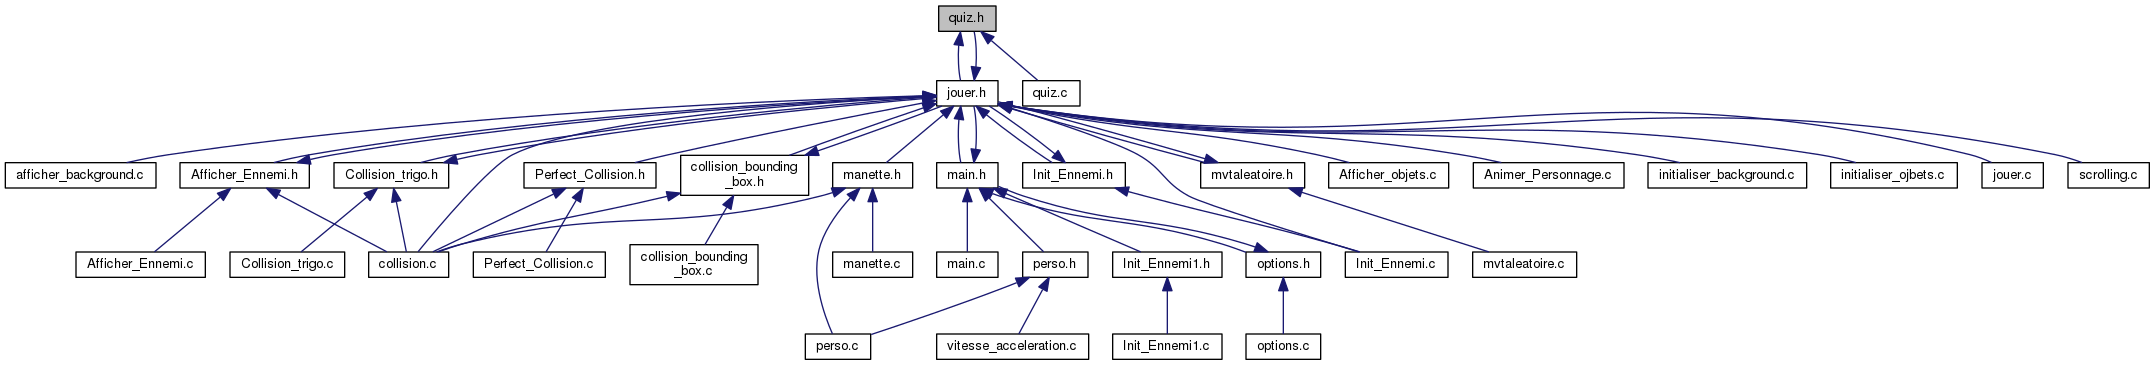 quiz.h
jouer.h
quiz.c
afficher_background.c
Afficher_Ennemi.h
Collision_trigo.h
Perfect_Collision.h
collision_bounding
_box.h
manette.h
main.h
Init_Ennemi.h
mvtaleatoire.h
Afficher_objets.c
Animer_Personnage.c
initialiser_background.c
initialiser_ojbets.c
jouer.c
scrolling.c
Afficher_Ennemi.c
Collision_trigo.c
collision.c
Perfect_Collision.c
collision_bounding
_box.c
manette.c
main.c
perso.h
Init_Ennemi1.h
options.h
Init_Ennemi.c
mvtaleatoire.c
perso.c
vitesse_acceleration.c
Init_Ennemi1.c
options.c